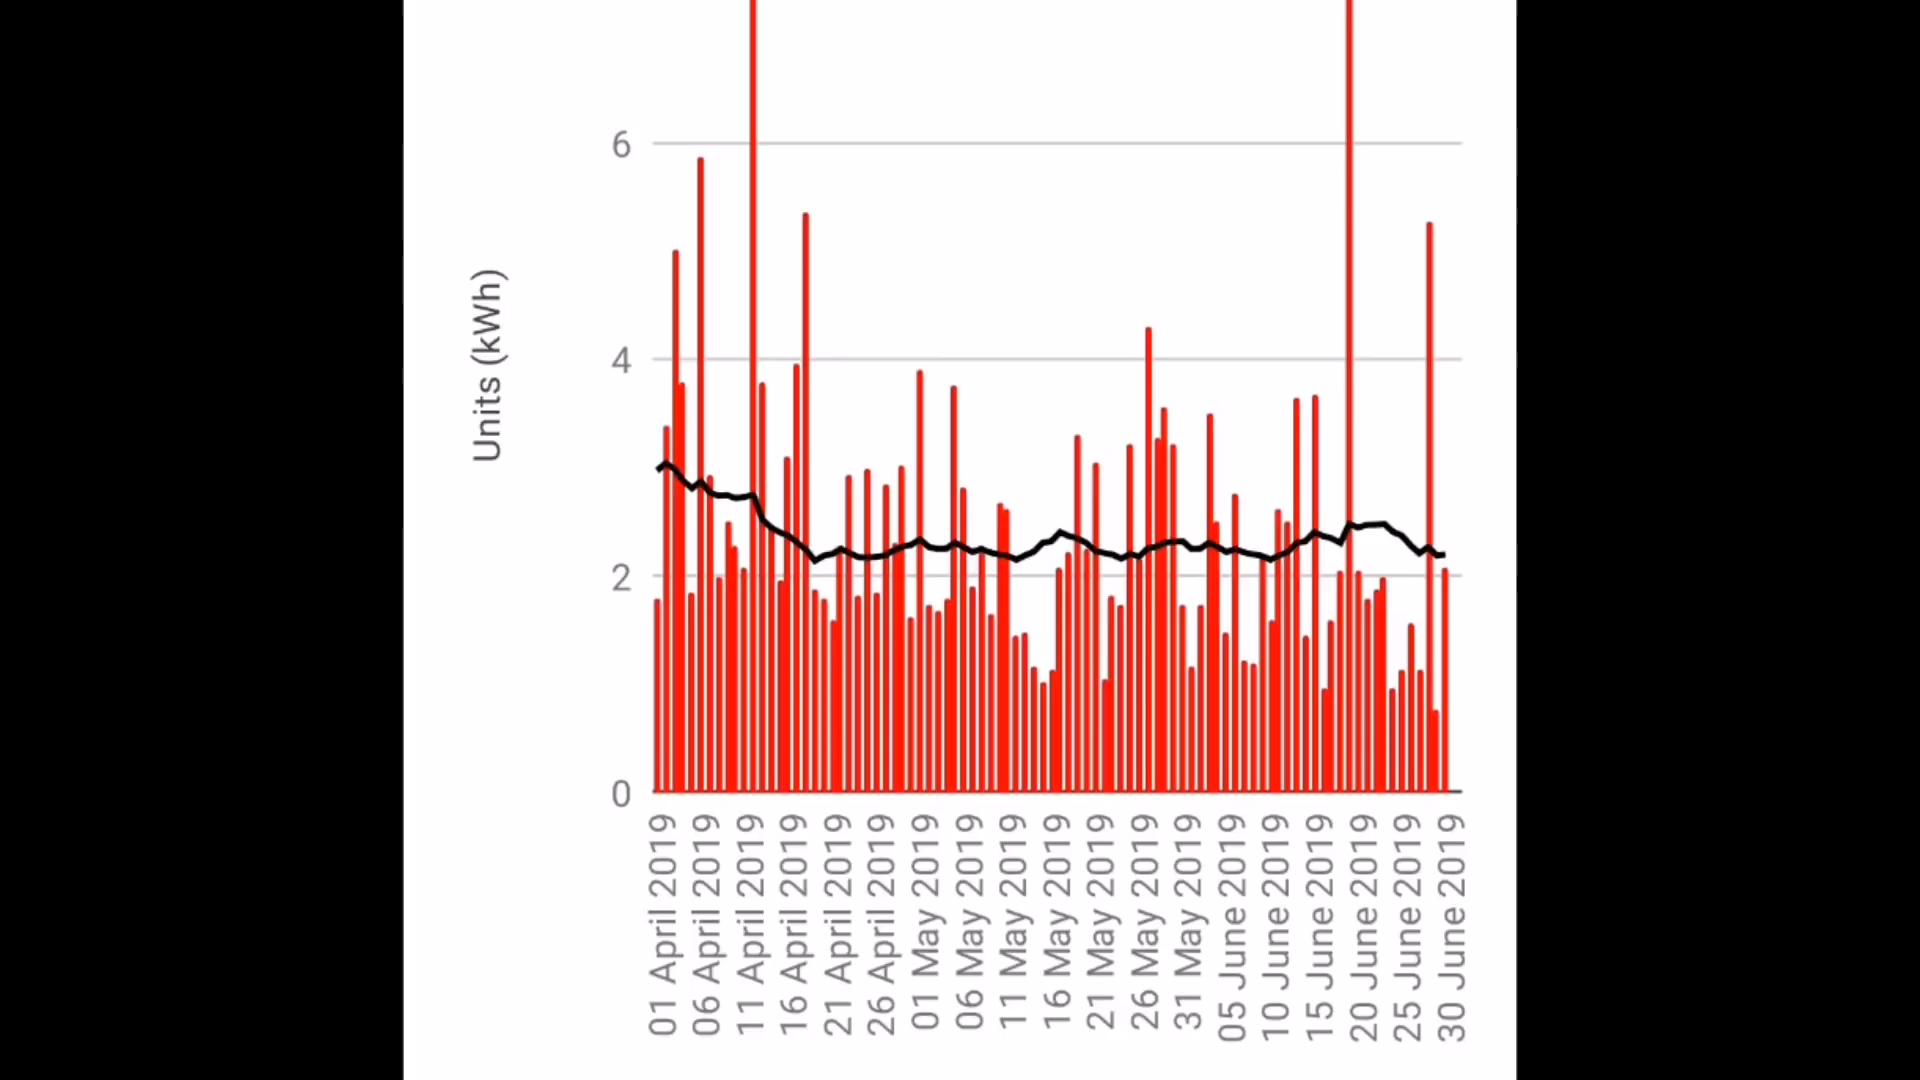 6
4
2
0
Units (kWh)
01 April 2019
06 April 2019
11 April 2019
16 April 2019
21 April 2019
26 April 2019
01 May 2019
06 May 2019
11 May 2019
16 May 2019
21 May 2019
26 May 2019
31 May 2019
05 June 2019
10 June 2019
15 June 2019
20 June 2019
25 June 2019
30 June 2019